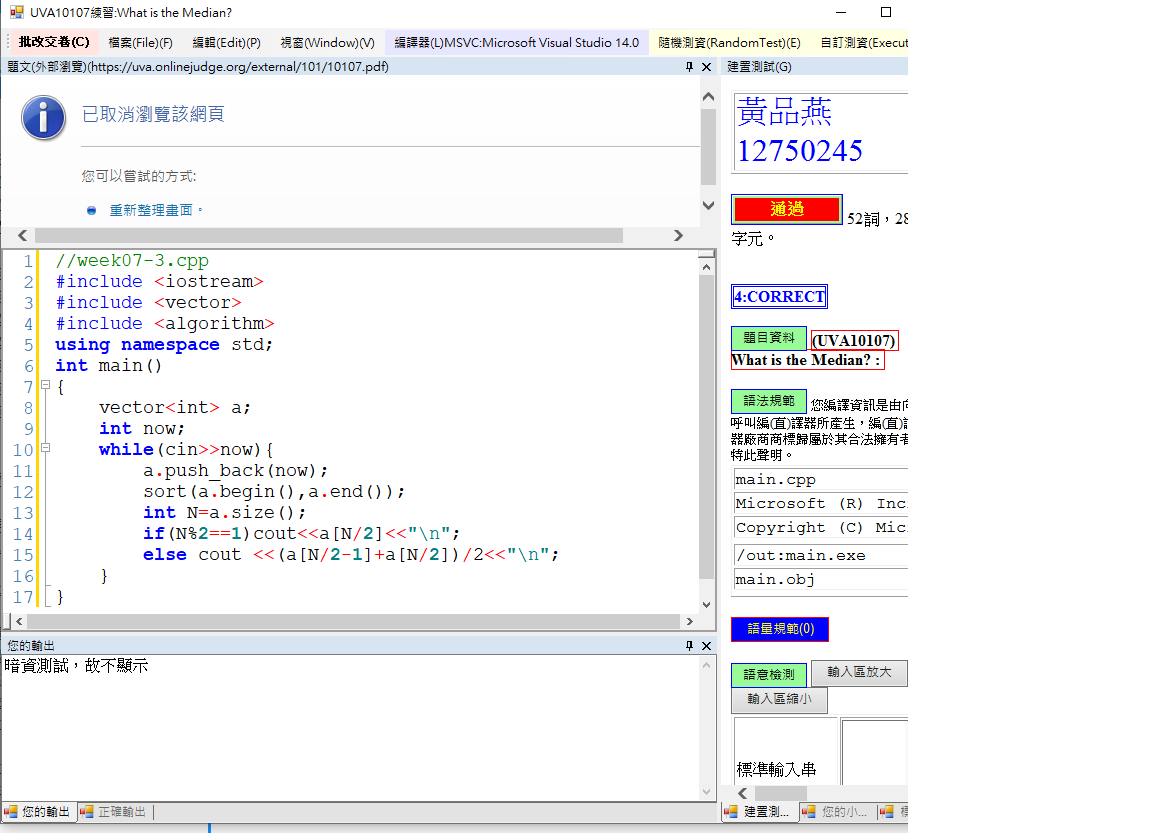 UVA10107練習:What is the Median?
批改交卷(C) 檔案(File)(F) 編輯(Edit)(P) 視窗(Window)(V) 編譯器(L)MSVC:Microsoft Visual Studio 14.0 隨機測資(RandomTest)(E) 自訂測資(Execut
題文(外部瀏覽)(https://uva.onlinejudge.org/external/101/10107.pdf)
已取消瀏覽該網頁
您可以嘗試的方式:
重新整理畫面。
1 //week07-3.cpp
2 #include <iostream>
3 #include <vector>
4 #include <algorithm>
5 using namespace std;
6 int main()
7 {
8 vector<int> a;
9 int now;
10 while(cin>>now){
11 a.push_back(now);
12 sort(a.begin(),a.end());
13 int N=a.size();
14 if(N%2==1)cout<<a[N/2]<<"\n";
15 else cout <<(a[N/2-1]+a[N/2])/2<<"\n";
16 }
17 }
您的輸出
暗資測試，故不顯示
您的輸出 正確輸出
建置測試(G)
黃品燕
12750245
通過 52詞，28
字元。
4:CORRECT
題目資料 (UVA10107)
What is the Median? :
語法規範 您編譯資訊是由向
呼叫編(直)譯器所產生，編(直)
器廠商商標歸屬於其合法擁有者
特此聲明。
main.cpp
Microsoft (R) Inc
Copyright (C) Mic
/out:main.exe
main.obj
語量規範(0)
語意檢測 輸入區放大
輸入區縮小
標準輸入串
建置測... 您的小...